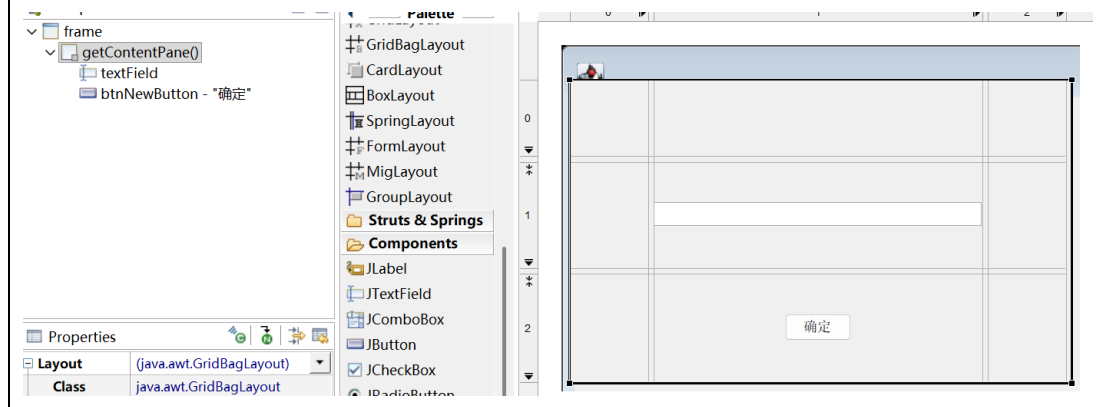 frame
getContentPane()
textField
btnNewButton - "确定"
Properties
Layout (java.awt.GridBagLayout)
Class java.awt.GridBagLayout
Palette
GridBagLayout
CardLayout
BoxLayout
SpringLayout
FormLayout
MigLayout
GroupLayout
Struts & Springs
Components
JLabel
JTextField
JComboBox
JButton
JCheckBox
JRadioButton
0 1 2
0
1
2
确定